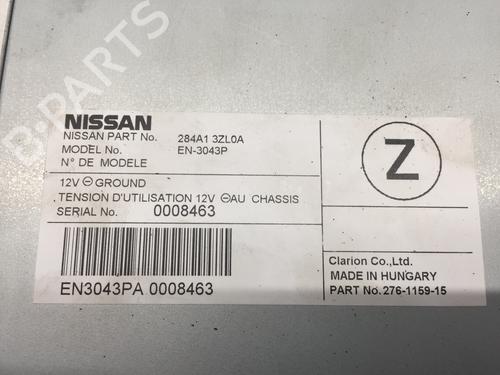 B-PARTS
NISSAN
NISSAN PART No. 284A1 3ZL0A
MODEL No. EN-3043P
N° DE MODELE
12V ⊖ GROUND
TENSION D'UTILISATION 12V ⊖AU CHASSIS
SERIAL No. 0008463
EN3043PA 0008463
Z
Clarion Co.,Ltd.
MADE IN HUNGARY
PART No.276-1159-15